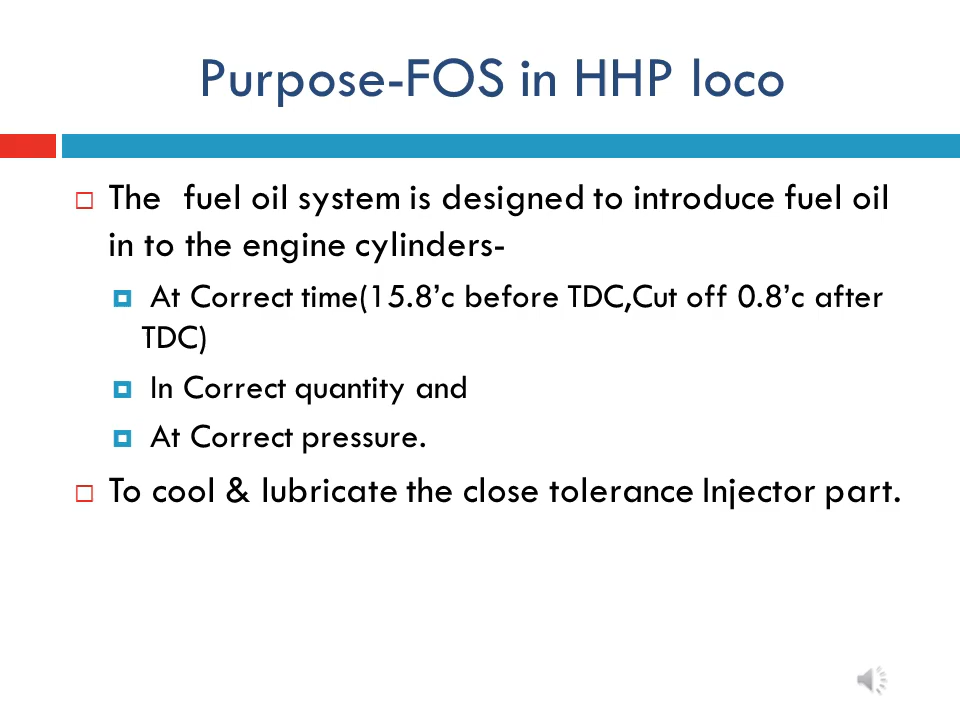 Purpose-FOS in HHP loco
The fuel oil system is designed to introduce fuel oil
in to the engine cylinders-
At Correct time(15.8’c before TDC,Cut off 0.8’c after
TDC)
In Correct quantity and
At Correct pressure.
To cool & lubricate the close tolerance Injector part.